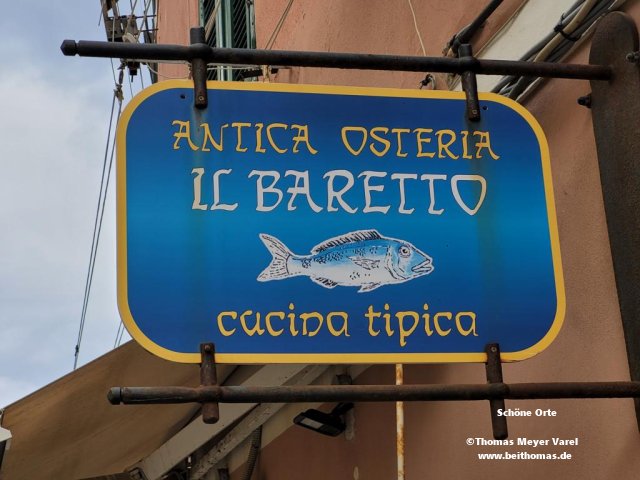 ANTICA OSTERIA
IL BARETTO
cucina tipica
Schöne Orte
©Thomas Meyer Varel
www.beithomas.de